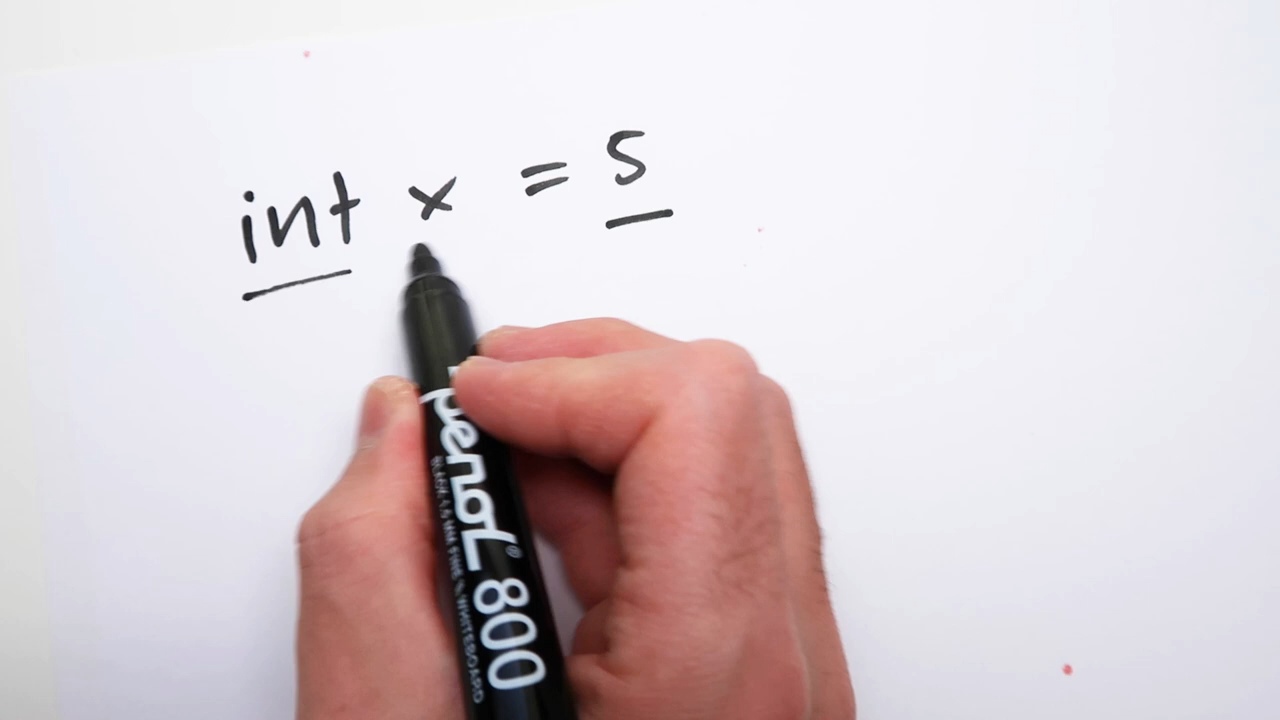 int x = 5
penol® 800